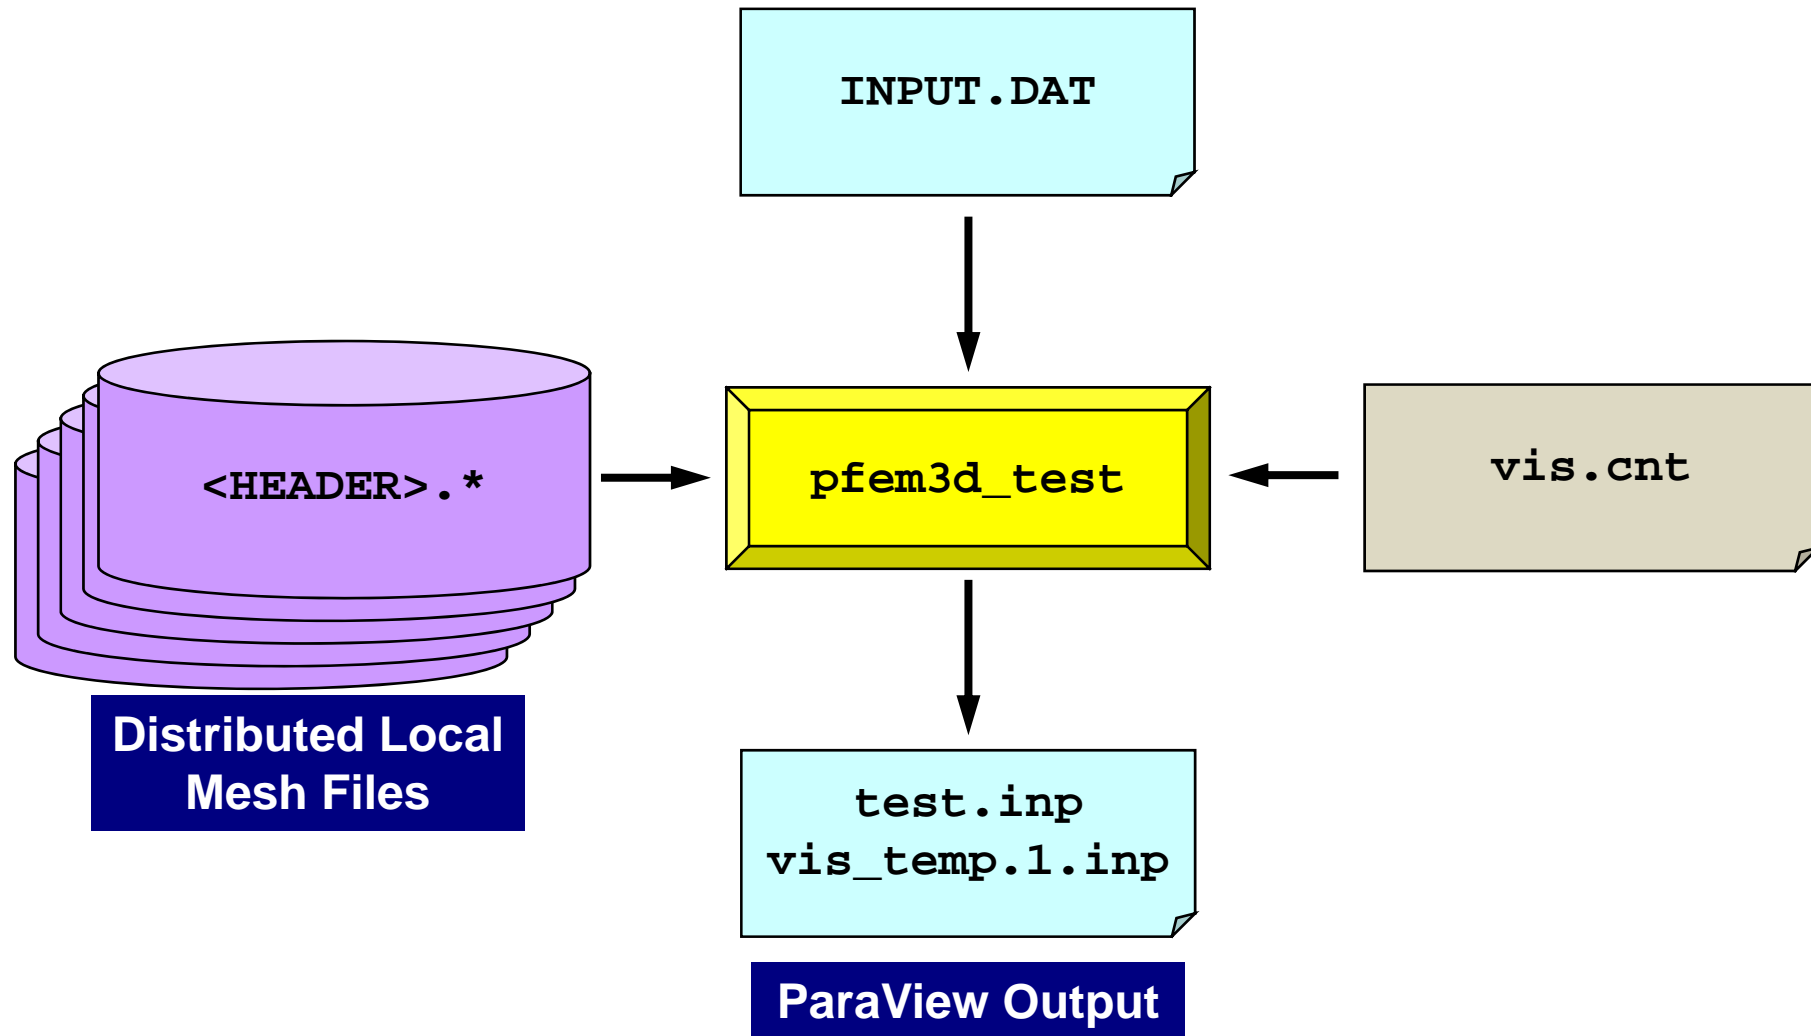 INPUT.DAT
<HEADER>.*
pfem3d_test
vis.cnt
Distributed Local
Mesh Files
test.inp
vis_temp.1.inp
ParaView Output